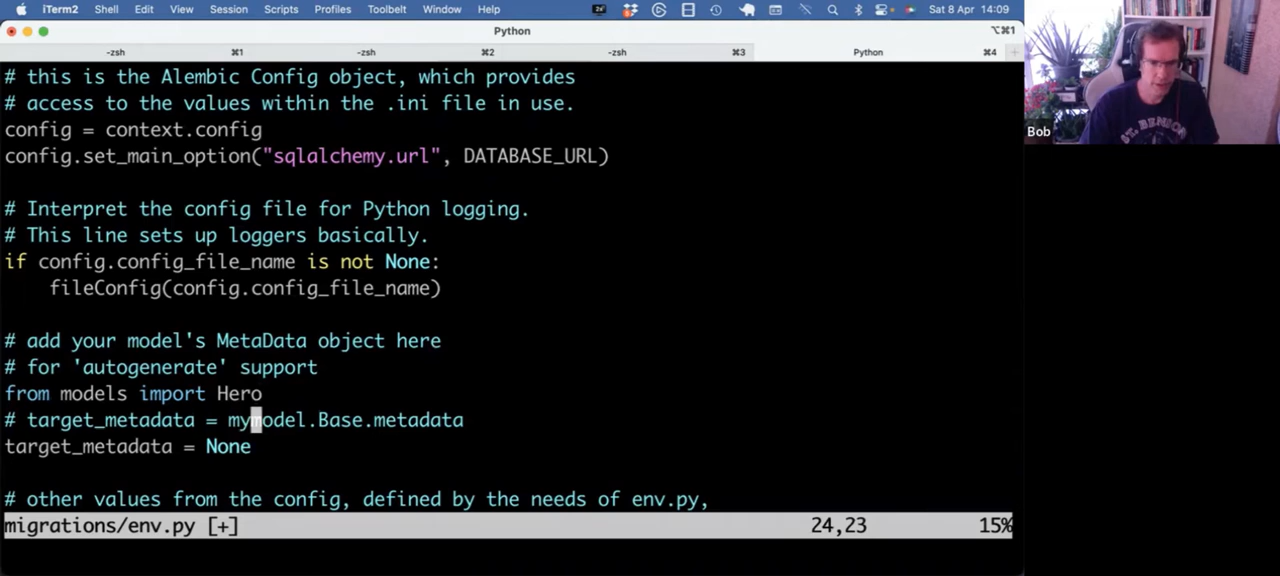 iTerm2 Shell Edit View Session Scripts Profiles Toolbelt Window Help Sat 8 Apr 14:09
Python ⌥⌘1
-zsh ⌘1 -zsh ⌘2 -zsh ⌘3 Python ⌘4
# this is the Alembic Config object, which provides
# access to the values within the .ini file in use.
config = context.config
config.set_main_option("sqlalchemy.url", DATABASE_URL)
# Interpret the config file for Python logging.
# This line sets up loggers basically.
if config.config_file_name is not None:
    fileConfig(config.config_file_name)
# add your model's MetaData object here
# for 'autogenerate' support
from models import Hero
# target_metadata = mymodel.Base.metadata
target_metadata = None
# other values from the config, defined by the needs of env.py,
migrations/env.py [+] 24,23 15%
Bob
ST. BENSON